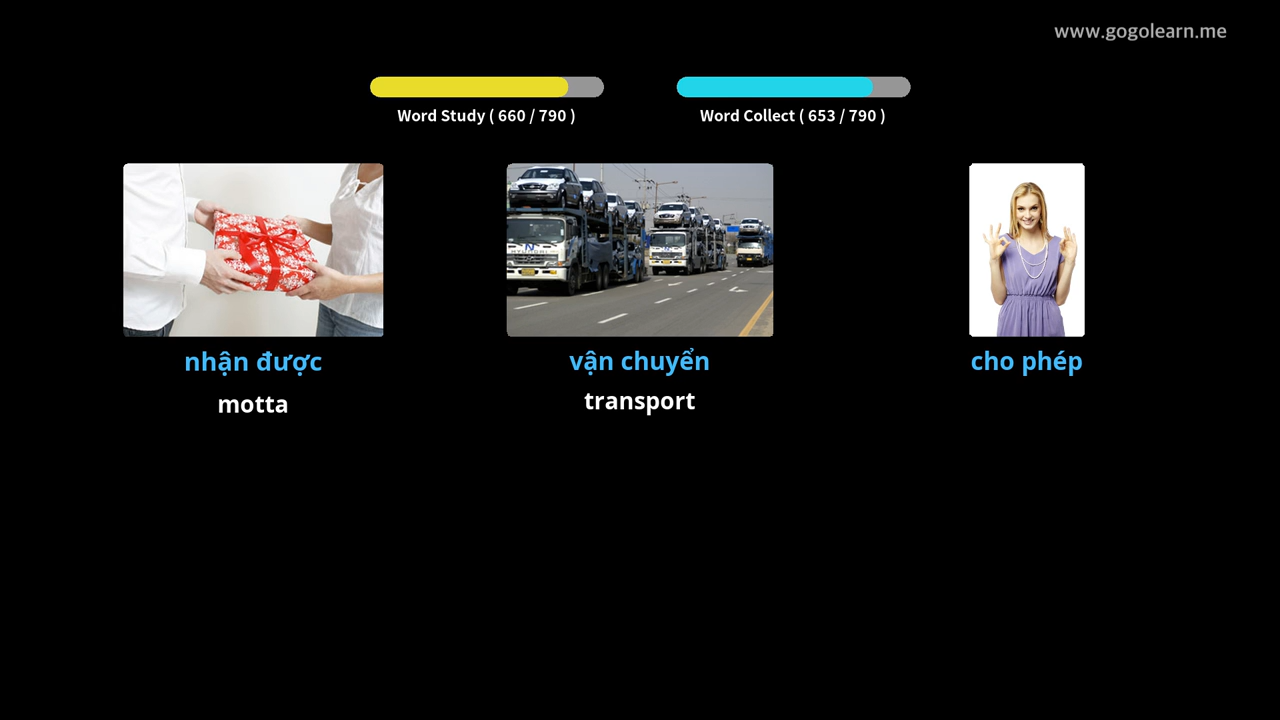 www.gogolearn.me
Word Study ( 660 / 790 )
Word Collect ( 653 / 790 )
nhận được
vận chuyển
cho phép
motta
transport